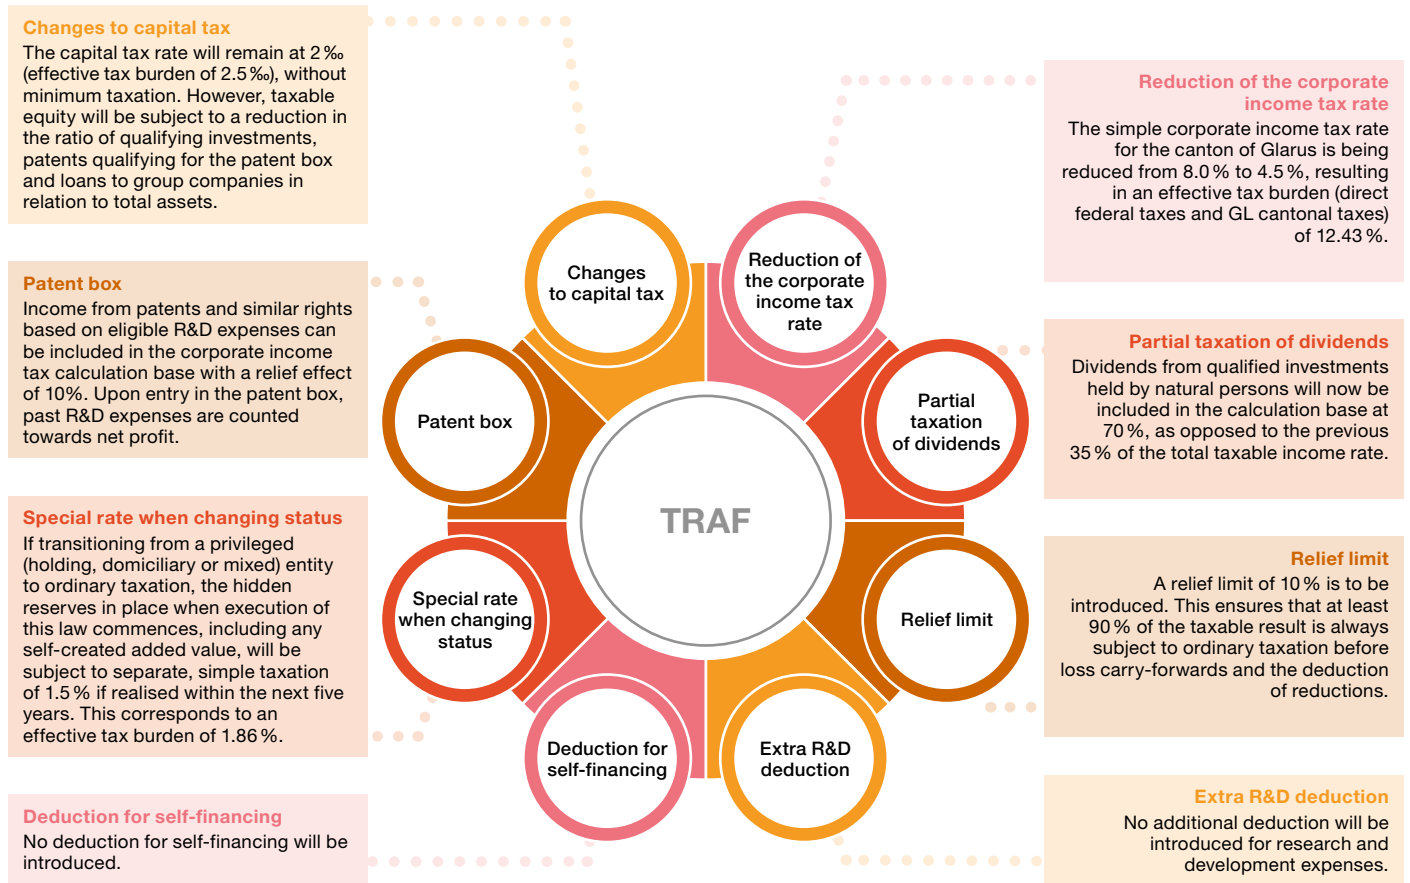 Changes to capital tax
The capital tax rate will remain at 2 ‰
(effective tax burden of 2.5 ‰), without
minimum taxation. However, taxable
equity will be subject to a reduction in
the ratio of qualifying investments,
patents qualifying for the patent box
and loans to group companies in
relation to total assets.
Patent box
Income from patents and similar rights
based on eligible R&D expenses can
be included in the corporate income
tax calculation base with a relief effect
of 10%. Upon entry in the patent box,
past R&D expenses are counted
towards net profit.
Special rate when changing status
If transitioning from a privileged
(holding, domiciliary or mixed) entity
to ordinary taxation, the hidden
reserves in place when execution of
this law commences, including any
self-created added value, will be
subject to separate, simple taxation
of 1.5 % if realised within the next five
years. This corresponds to an
effective tax burden of 1.86 %.
Deduction for self-financing
No deduction for self-financing will be
introduced.
Changes
to capital tax
Reduction of
the corporate
income tax
rate
Patent box
Partial
taxation
of dividends
TRAF
Special rate
when changing
status
Relief limit
Deduction for
self-financing
Extra R&D
deduction
Reduction of the corporate
income tax rate
The simple corporate income tax rate
for the canton of Glarus is being
reduced from 8.0 % to 4.5 %, resulting
in an effective tax burden (direct
federal taxes and GL cantonal taxes)
of 12.43 %.
Partial taxation of dividends
Dividends from qualified investments
held by natural persons will now be
included in the calculation base at
70 %, as opposed to the previous
35 % of the total taxable income rate.
Relief limit
A relief limit of 10 % is to be
introduced. This ensures that at least
90 % of the taxable result is always
subject to ordinary taxation before
loss carry-forwards and the deduction
of reductions.
Extra R&D deduction
No additional deduction will be
introduced for research and
development expenses.